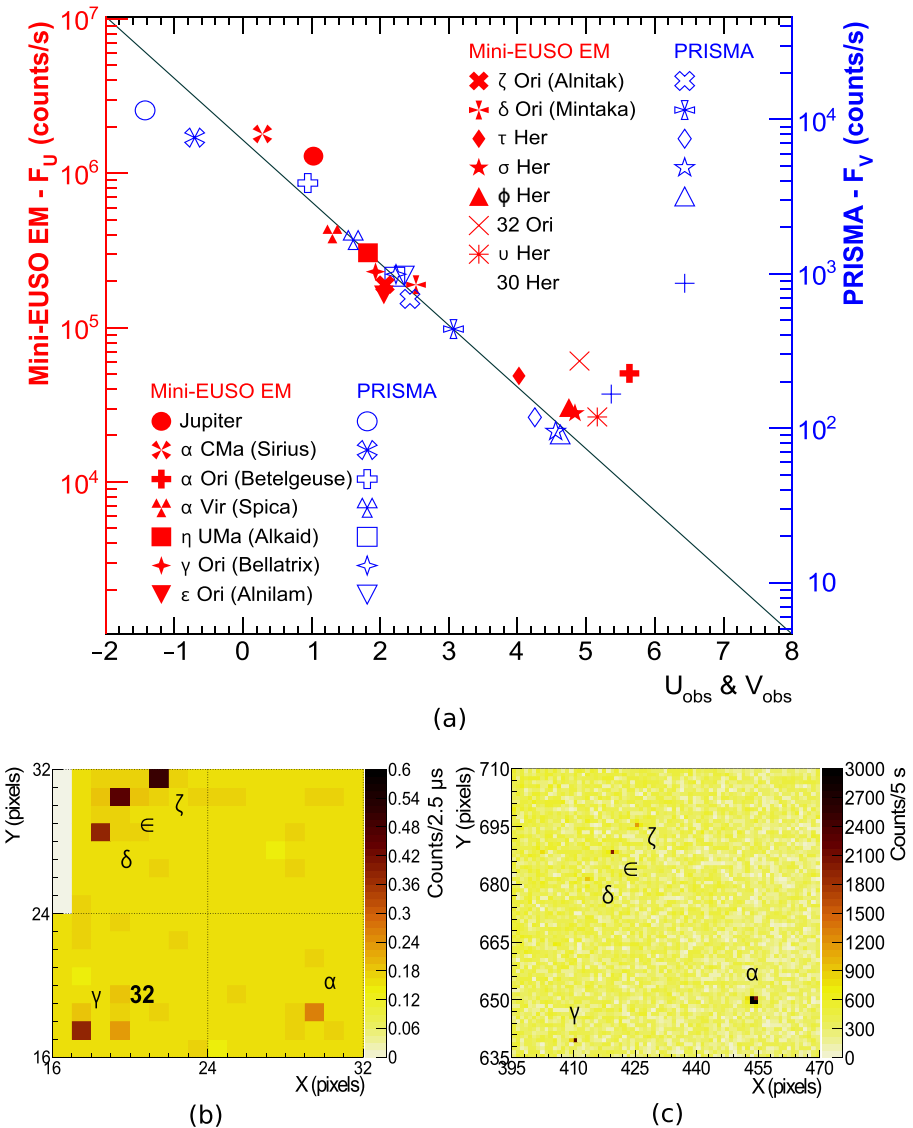 10⁷
10⁶
10⁵
10⁴
Mini-EUSO EM - F_U (counts/s)
Mini-EUSO EM PRISMA
ζ Ori (Alnitak)
δ Ori (Mintaka)
τ Her
σ Her
ϕ Her
32 Ori
υ Her
30 Her
10⁴
10³
10²
10
PRISMA - F_V (counts/s)
Mini-EUSO EM PRISMA
Jupiter
α CMa (Sirius)
α Ori (Betelgeuse)
α Vir (Spica)
η UMa (Alkaid)
γ Ori (Bellatrix)
ε Ori (Alnilam)
−2 −1 0 1 2 3 4 5 6 7 8
U_obs & V_obs
(a)
Y (pixels)
32
24
16
ζ
∈
δ
γ
32
α
16 24 32
X (pixels)
0.6
0.54
0.48
0.42
0.36
0.3
0.24
0.18
0.12
0.06
0
Counts/2.5 µs
(b)
Y (pixels)
710
695
680
665
650
635
ζ
∈
δ
α
γ
395 410 425 440 455 470
X (pixels)
3000
2700
2400
2100
1800
1500
1200
900
600
300
0
Counts/5 s
(c)